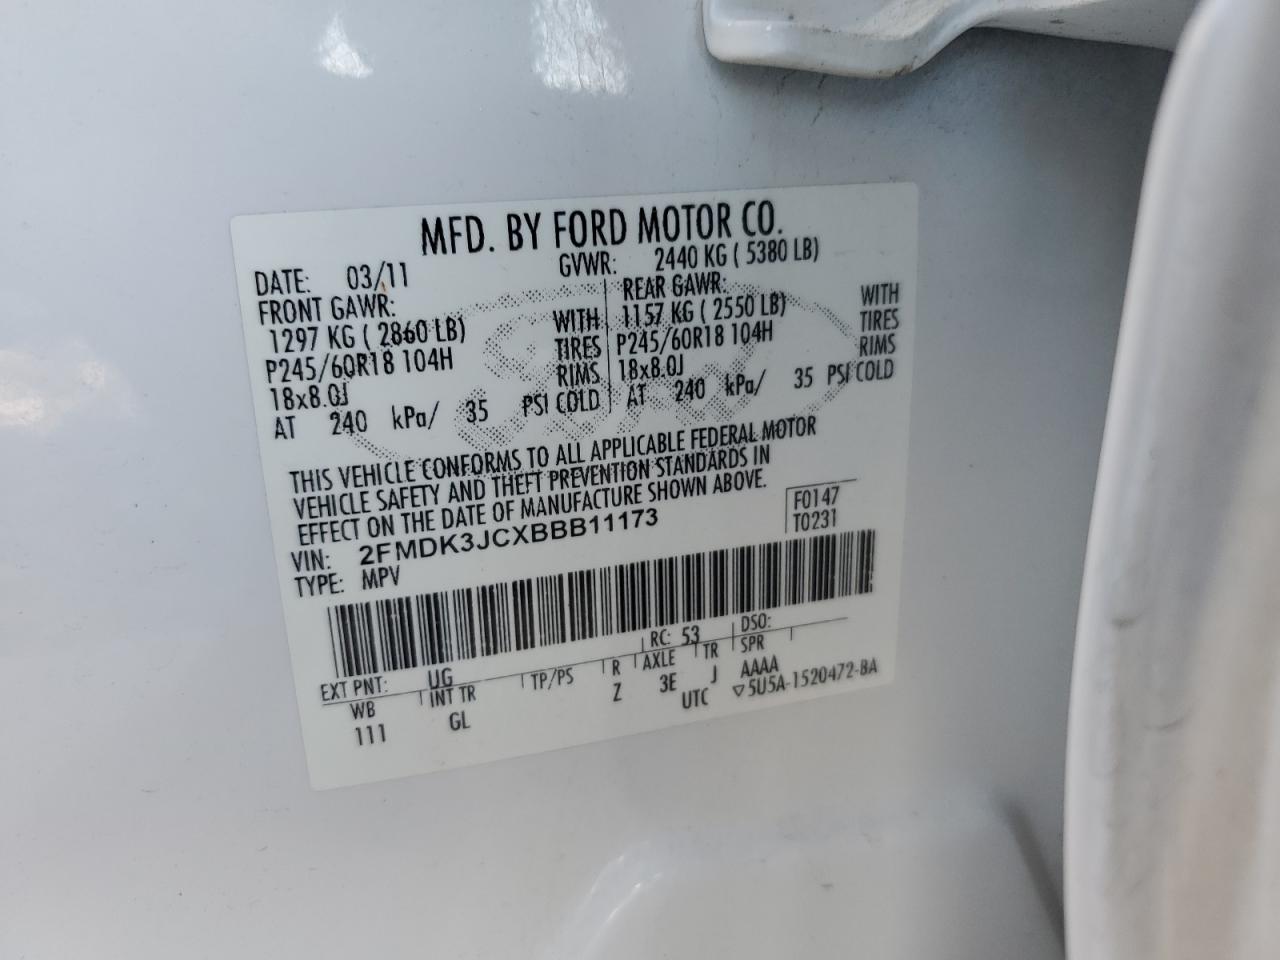 MFD. BY FORD MOTOR CO.
DATE: 03/11 GVWR: 2440 KG ( 5380 LB)
FRONT GAWR: REAR GAWR:
1297 KG ( 2860 LB) WITH 1157 KG ( 2550 LB) WITH
P245/60R18 104H TIRES P245/60R18 104H TIRES
18x8.0J RIMS 18x8.0J RIMS
AT 240 kPa/ 35 PSI COLD AT 240 kPa/ 35 PSI COLD
THIS VEHICLE CONFORMS TO ALL APPLICABLE FEDERAL MOTOR
VEHICLE SAFETY AND THEFT PREVENTION STANDARDS IN
EFFECT ON THE DATE OF MANUFACTURE SHOWN ABOVE.
VIN: 2FMDK3JCXBBB11173 F0147
TYPE: MPV T0231
EXT PNT: UG RC: 53 DSO:
WB INT TR TP/PS R AXLE TR SPR
111 GL Z 3E J AAAA
UTC ▽5U5A-1520472-BA